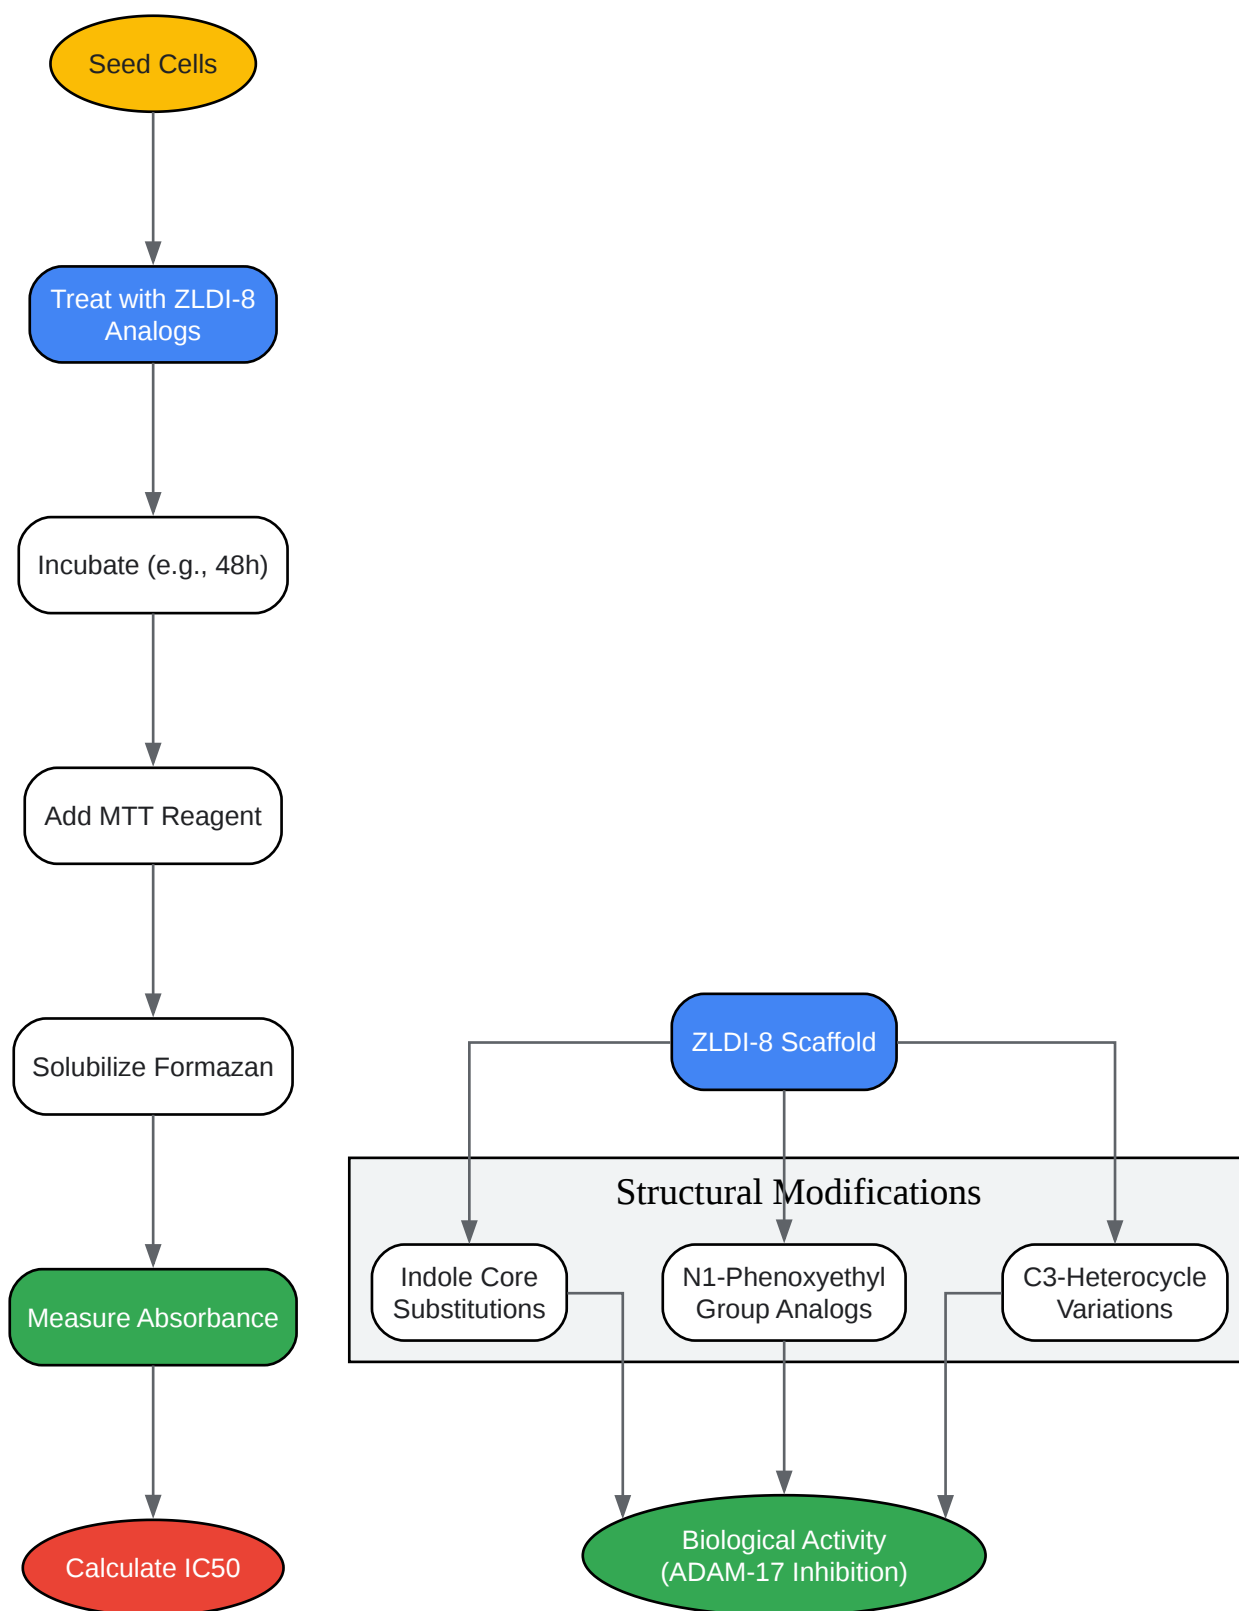 Seed Cells
Treat with ZLDI-8
Analogs
Incubate (e.g., 48h)
Add MTT Reagent
Solubilize Formazan
Measure Absorbance
Calculate IC50
ZLDI-8 Scaffold
Structural Modifications
Indole Core
Substitutions
N1-Phenoxyethyl
Group Analogs
C3-Heterocycle
Variations
Biological Activity
(ADAM-17 Inhibition)